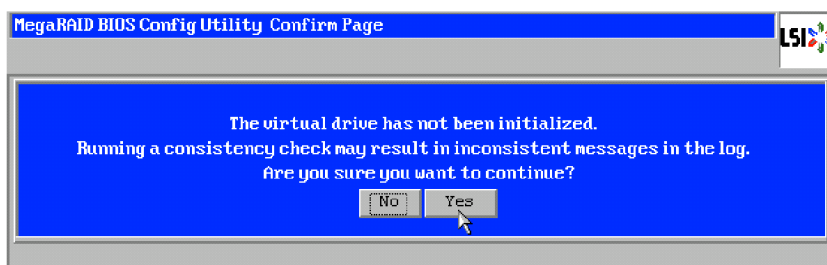 MegaRAID BIOS Config Utility Confirm Page
LSI
The virtual drive has not been initialized.
Running a consistency check may result in inconsistent messages in the log.
Are you sure you want to continue?
No Yes